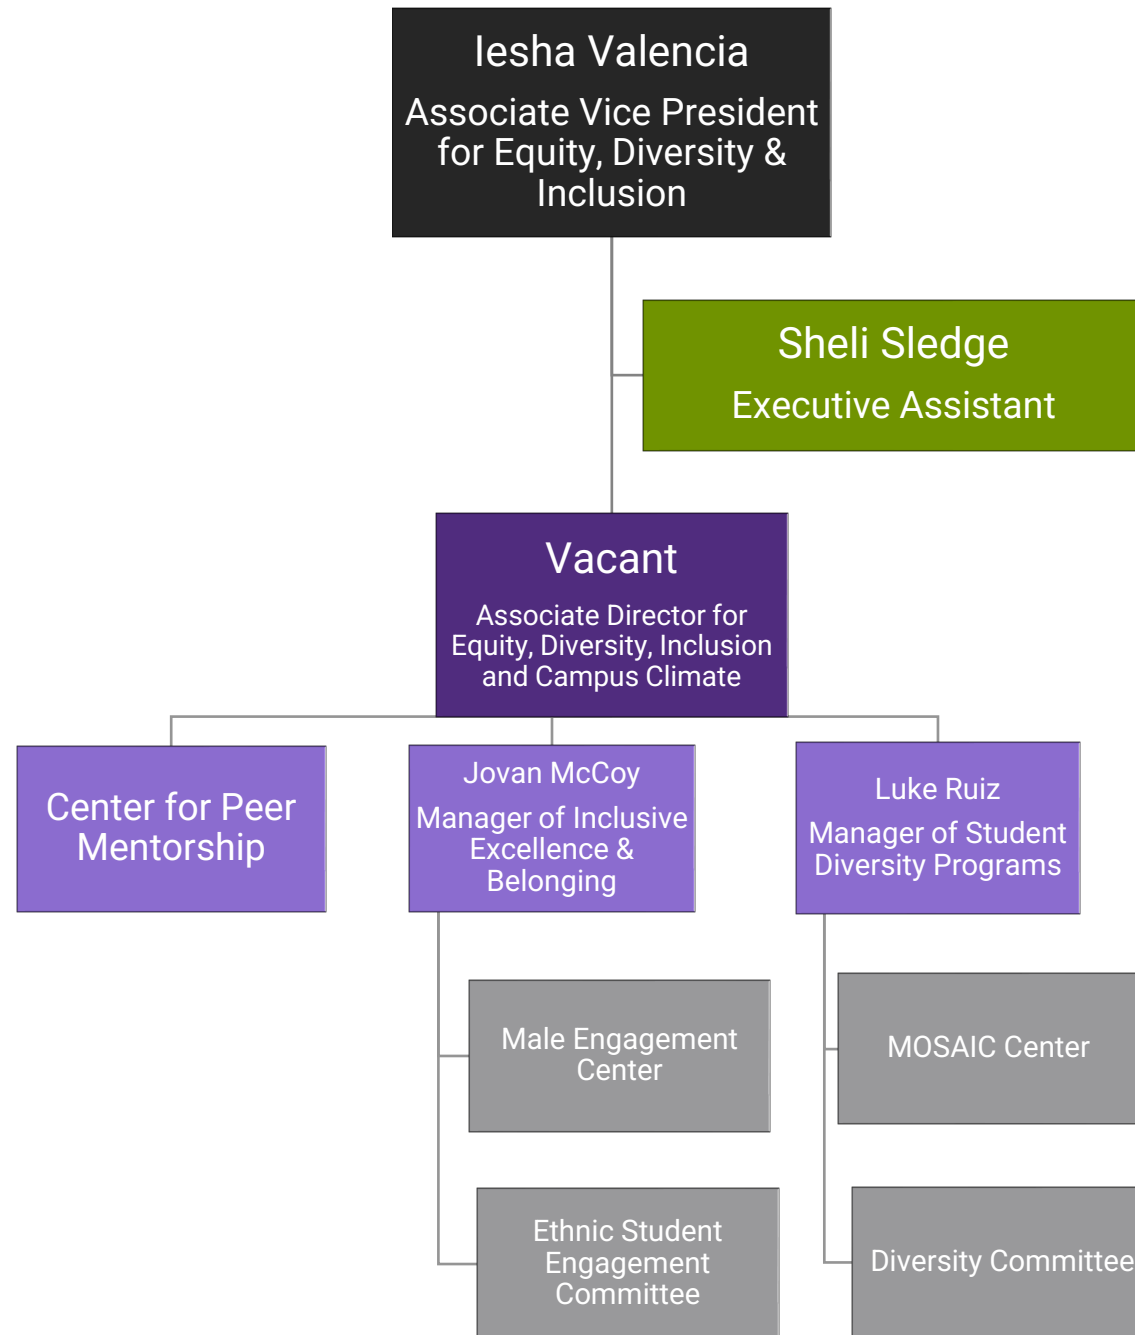 Iesha Valencia
Associate Vice President
for Equity, Diversity &
Inclusion
Sheli Sledge
Executive Assistant
Vacant
Associate Director for
Equity, Diversity, Inclusion
and Campus Climate
Center for Peer
Mentorship
Jovan McCoy
Manager of Inclusive
Excellence &
Belonging
Luke Ruiz
Manager of Student
Diversity Programs
Male Engagement
Center
MOSAIC Center
Ethnic Student
Engagement
Committee
Diversity Committee